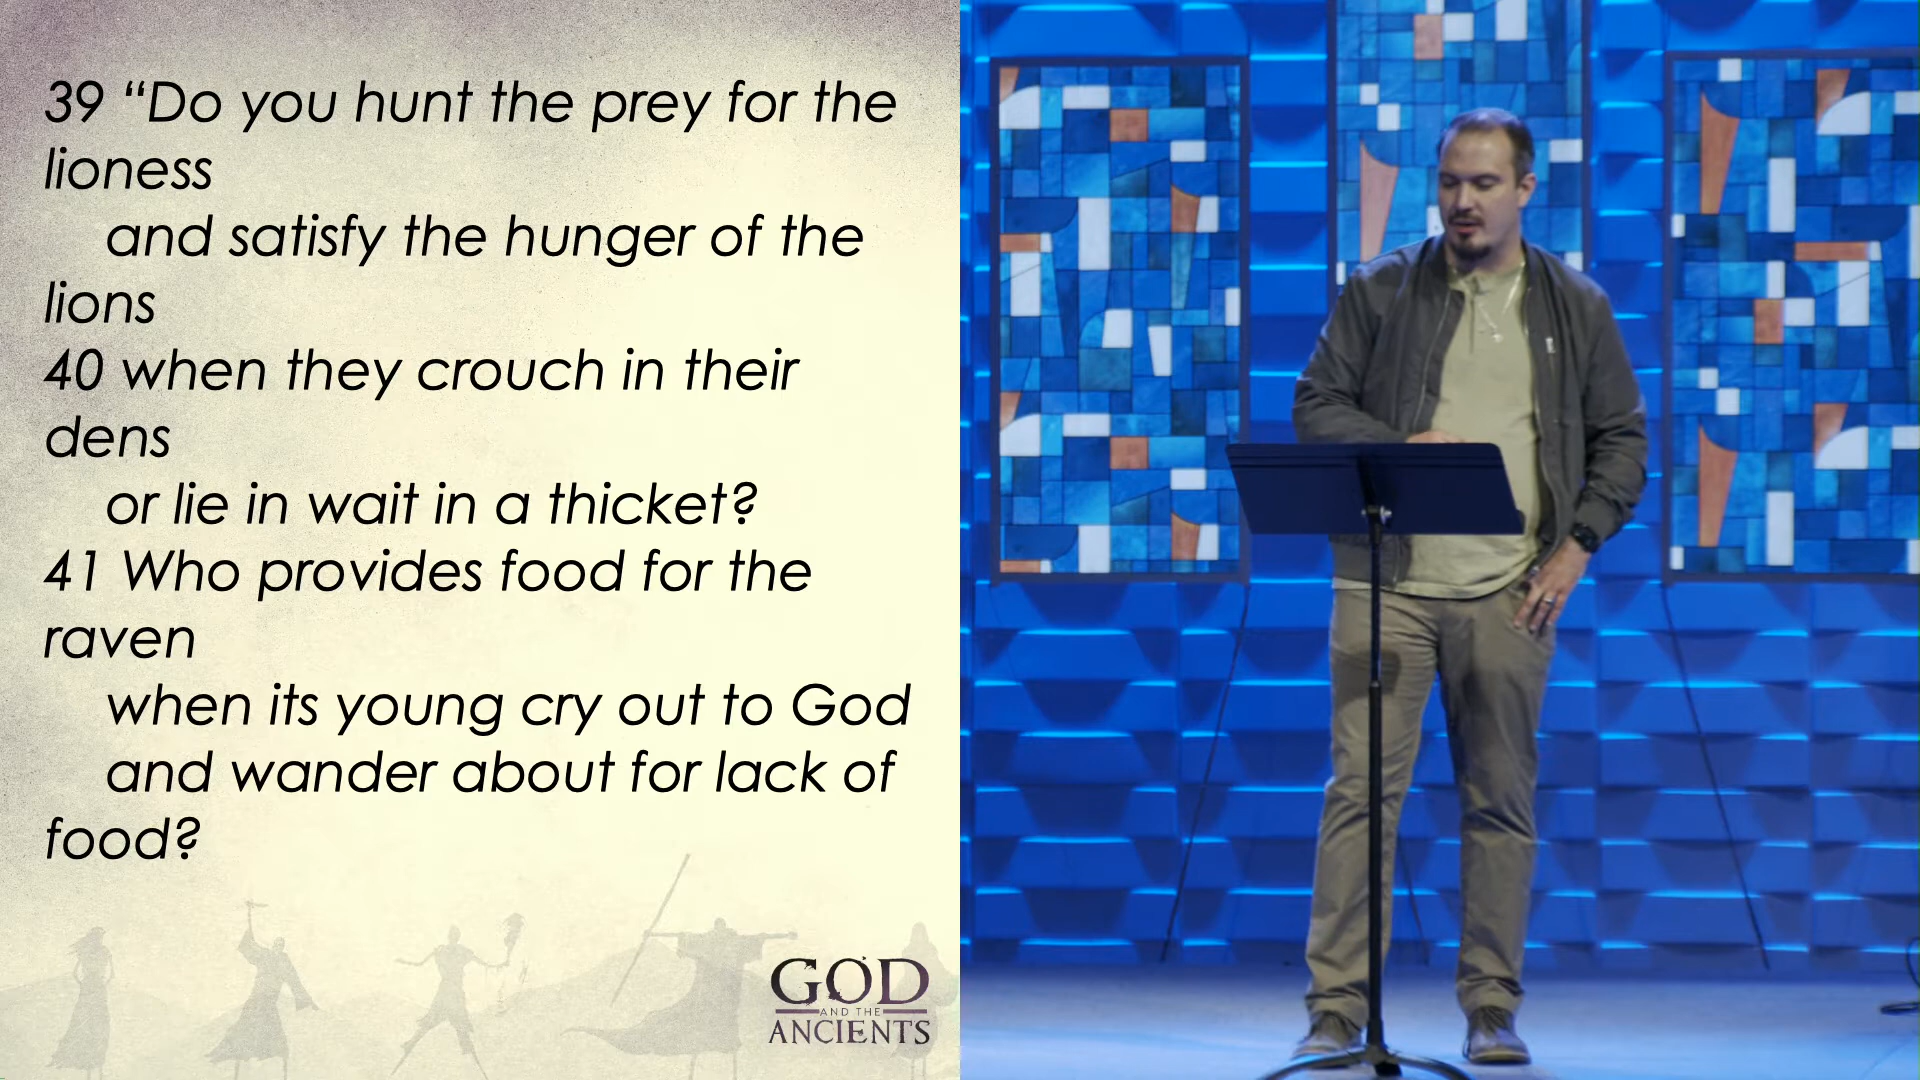 39 “Do you hunt the prey for the
lioness
and satisfy the hunger of the
lions
40 when they crouch in their
dens
or lie in wait in a thicket?
41 Who provides food for the
raven
when its young cry out to God
and wander about for lack of
food?
GOD
AND THE
ANCIENTS